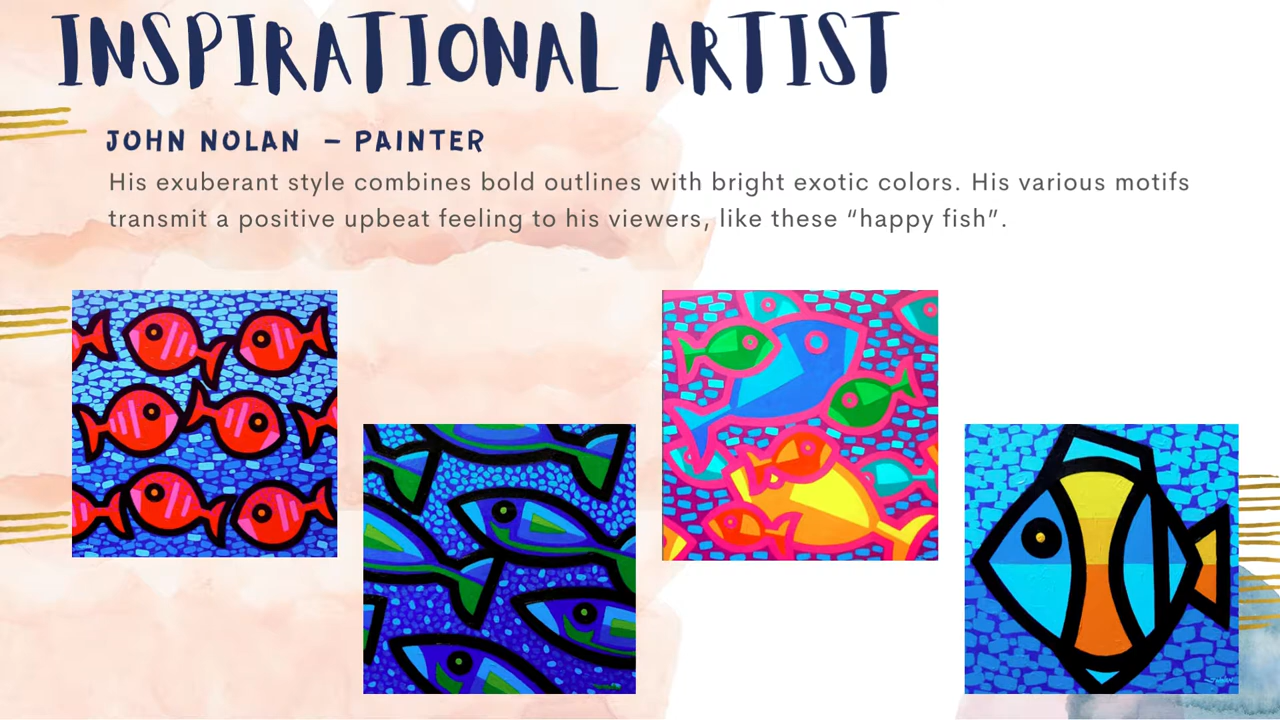 INSPIRATIONAL ARTIST
JOHN NOLAN – PAINTER
His exuberant style combines bold outlines with bright exotic colors. His various motifs
transmit a positive upbeat feeling to his viewers, like these “happy fish”.